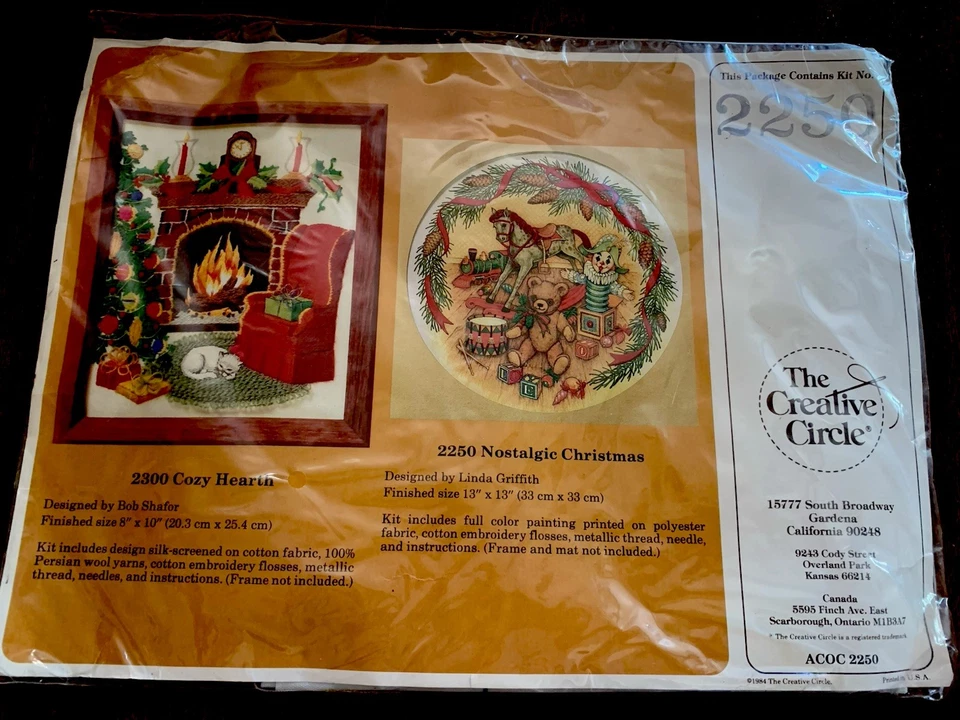 This Package Contains Kit No.
2250
2300 Cozy Hearth
Designed by Bob Shafor
Finished size 8" x 10" (20.3 cm x 25.4 cm)
Kit includes design silk-screened on cotton fabric, 100%
Persian wool yarns, cotton embroidery flosses, metallic
thread, needles, and instructions. (Frame not included.)
2250 Nostalgic Christmas
Designed by Linda Griffith
Finished size 13" x 13" (33 cm x 33 cm)
Kit includes full color painting printed on polyester
fabric, cotton embroidery flosses, metallic thread, needle,
and instructions. (Frame and mat not included.)
The
Creative
Circle®
15777 South Broadway
Gardena
California 90248
9243 Cody Street
Overland Park
Kansas 66214
Canada
5595 Finch Ave. East
Scarborough, Ontario M1B3A7
* The Creative Circle is a registered trademark
ACOC 2250
©1984 The Creative Circle.
Printed in U.S.A.